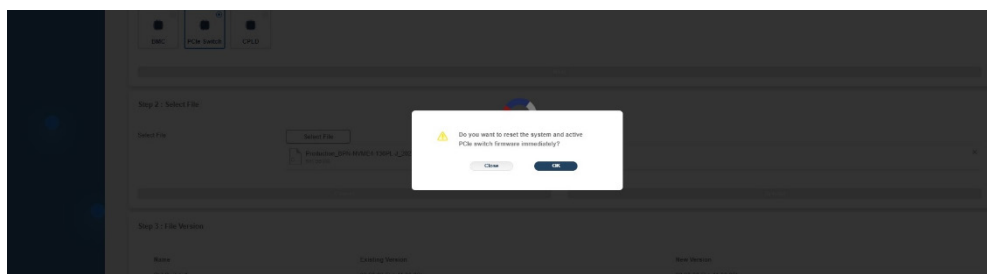 BMC
PCIe Switch
CPLD
Step 2 : Select File
Select File
Select File
Do you want to reset the system and active
PCIe switch firmware immediately?
Close
OK
Step 3 : File Version
Name
Existing Version
New Version